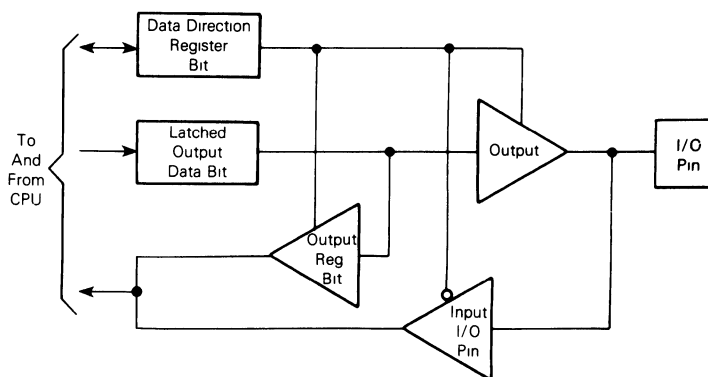 Data Direction
Register
Bit
To
And
From
CPU
Latched
Output
Data Bit
Output
I/O
Pin
Output
Reg
Bit
Input
I/O
Pin